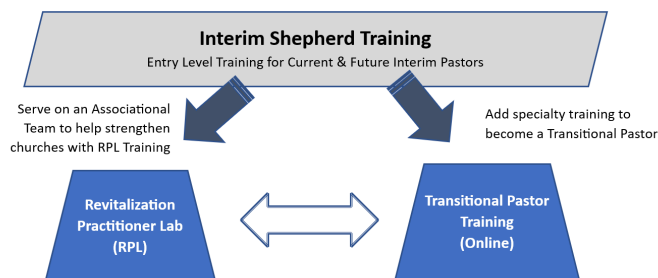 Interim Shepherd Training
Entry Level Training for Current & Future Interim Pastors
Serve on an Associational
Team to help strengthen
churches with RPL Training
Add specialty training to
become a Transitional Pastor
Revitalization
Practitioner Lab
(RPL)
Transitional Pastor
Training
(Online)